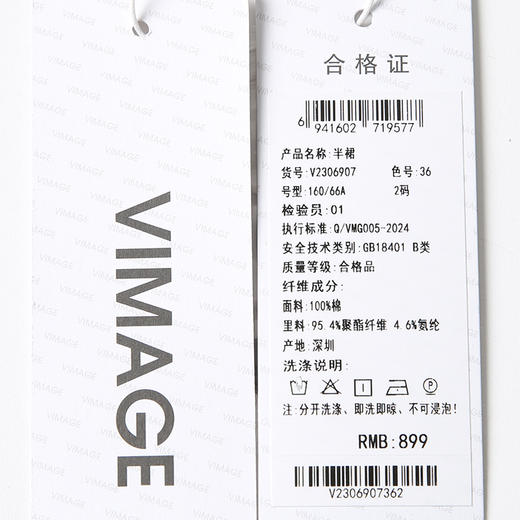 VIMAGE
合格证
6 941602 719577
产品名称:半裙
货号:V2306907 色号:36
号型:160/66A 2码
检验员:01
执行标准:Q/VMG005-2024
安全技术类别:GB18401 B类
质量等级:合格品
纤维成分:
面料:100%棉
里料:95.4%聚酯纤维 4.6%氨纶
产地:深圳
洗涤说明:
注:分开洗涤、即洗即晾、不可浸泡!
RMB:899
V2306907362